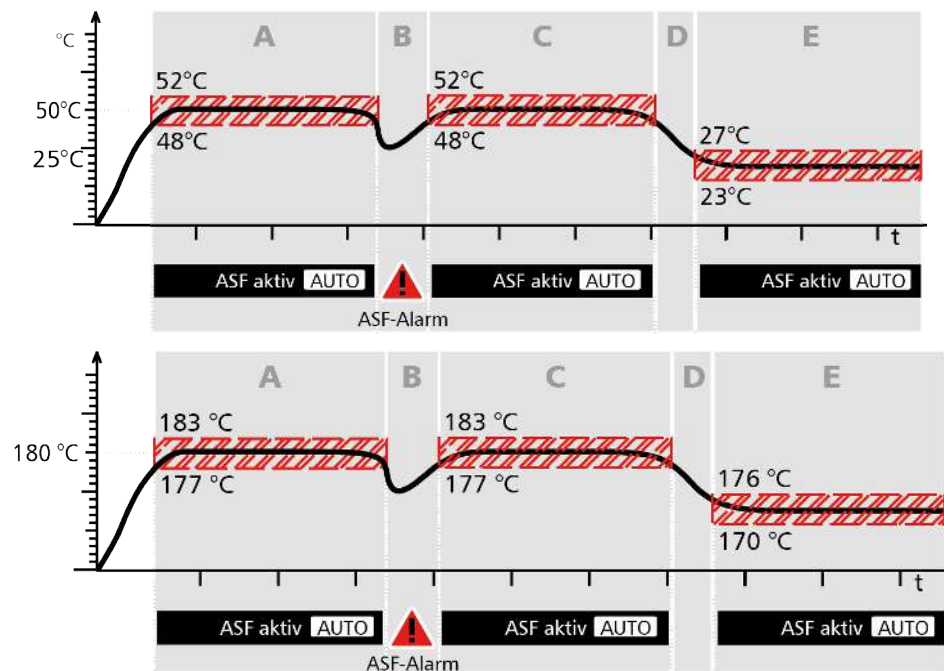 °C
A B C D E
52°C 52°C
50°C
48°C 48°C
27°C
25°C
23°C
t
ASF aktiv AUTO ASF aktiv AUTO ASF aktiv AUTO
ASF-Alarm
A B C D E
183 °C 183 °C
180 °C
177 °C 177 °C
176 °C
170 °C
t
ASF aktiv AUTO ASF aktiv AUTO ASF aktiv AUTO
ASF-Alarm